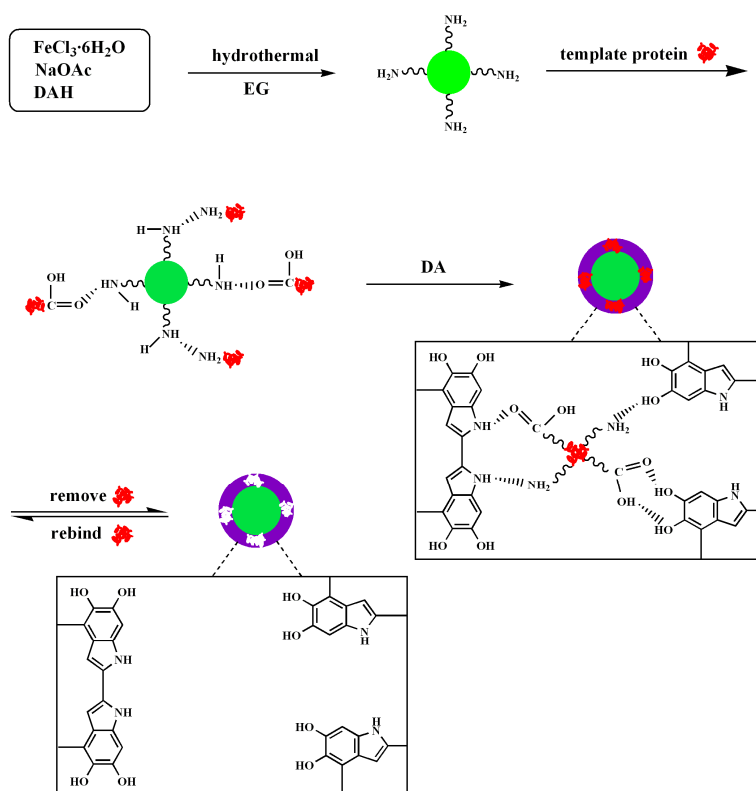 FeCl3·6H2O
NaOAc
DAH
hydrothermal
EG
NH2
H2N
NH2
NH2
template protein
H
NH
NH2
OH
C
O
HN
H
H
NH
O
C
OH
H
NH
NH2
DA
HO
OH
NH
O
C
OH
NH2
HO
HO
N
H
NH
NH2
C
O
OH
HO
HO
H
N
HO
OH
remove
rebind
HO
OH
NH
NH
HO
OH
HO
HO
N
H
HO
HO
H
N